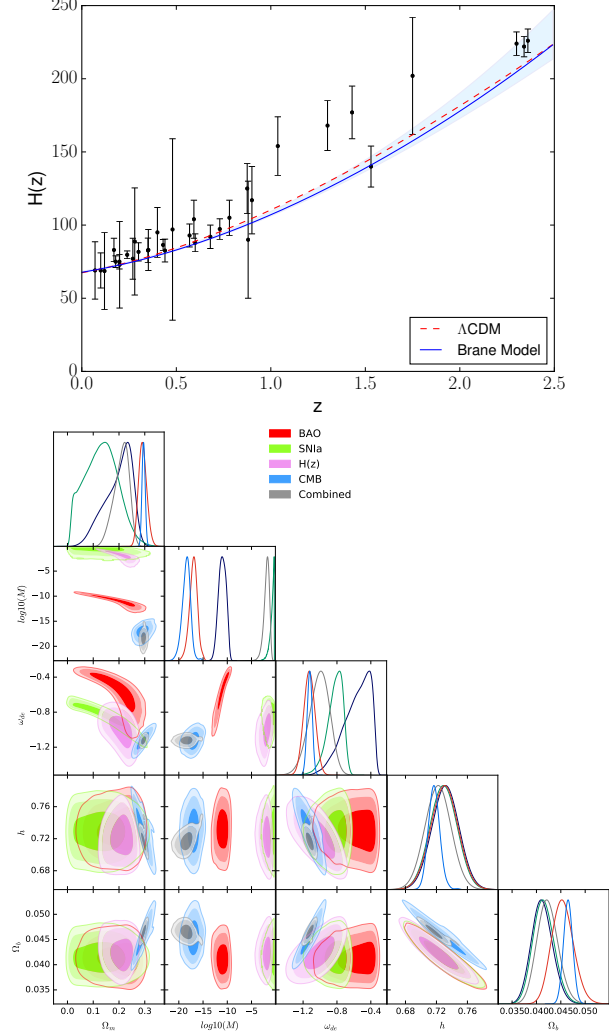 250
200
150
100
50
0
H(z)
ΛCDM
Brane Model
0.0 0.5 1.0 1.5 2.0 2.5
z
BAO
SNIa
H(z)
CMB
Combined
−5
−10
−15
−20
log10(M)
−0.4
−0.8
−1.2
ω_de
0.76
0.72
0.68
h
0.050
0.045
0.040
0.035
Ω_b
0.0 0.1 0.2 0.3
−20 −15 −10 −5
−1.2 −0.8 −0.4
0.68 0.72 0.76
0.0350.0400.0450.050
Ω_m
log10(M)
ω_de
h
Ω_b